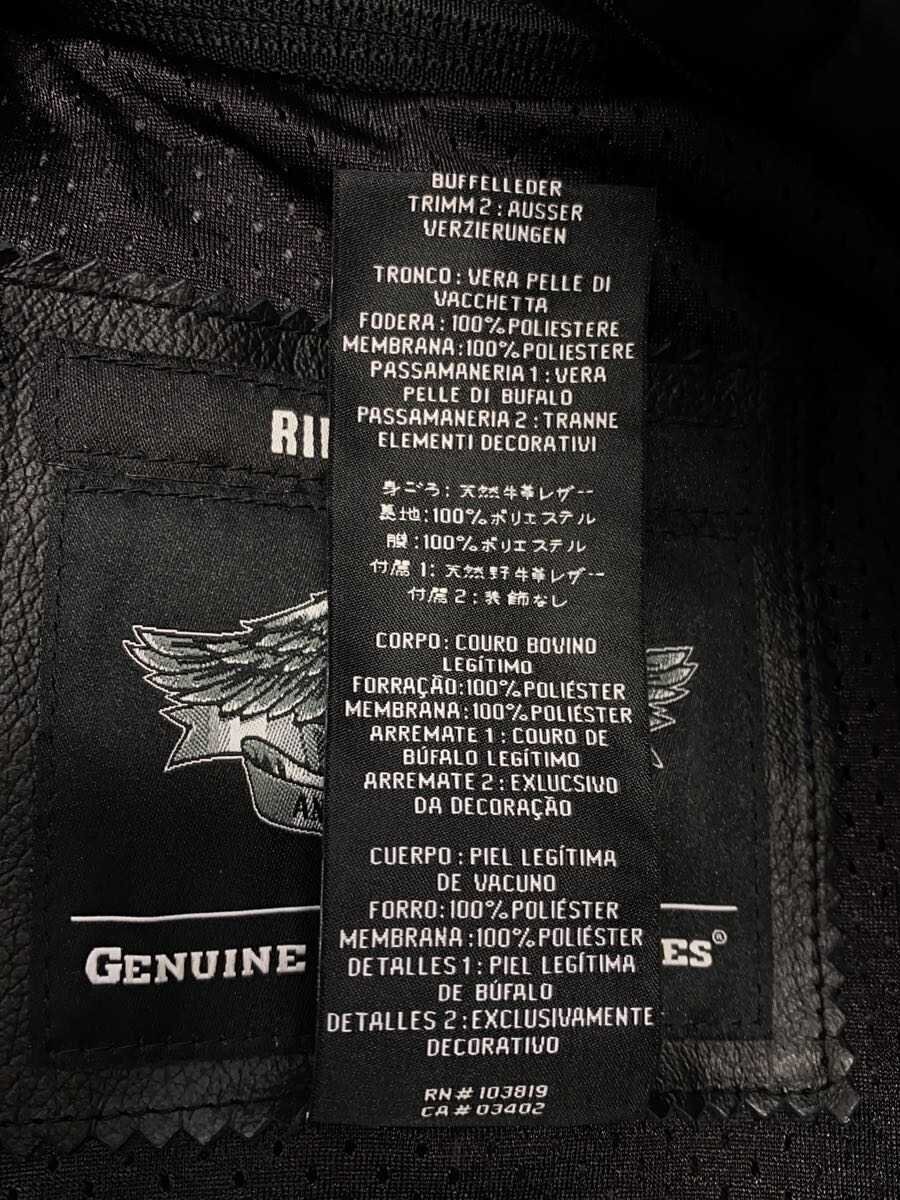 BUFFELLEDER
TRIMM 2 : AUSSER
VERZIERUNGEN
TRONCO : VERA PELLE DI
VACCHETTA
FODERA : 100% POLIESTERE
MEMBRANA:100% POLIESTERE
PASSAMANERIA 1 : VERA
PELLE DI BUFALO
PASSAMANERIA 2 : TRANNE
ELEMENTI DECORATIVI
身ごろ: 天然牛革レザー
裏地:100%ポリエステル
膜:100%ポリエステル
付属 1: 天然野牛革レザー
付属 2: 装飾なし
CORPO: COURO BOVINO
LEGÍTIMO
FORRAÇÃO:100% POLIÉSTER
MEMBRANA:100% POLIÉSTER
ARREMATE 1 : COURO DE
BÚFALO LEGÍTIMO
ARREMATE 2 : EXLUCSIVO
DA DECORAÇÃO
CUERPO : PIEL LEGÍTIMA
DE VACUNO
FORRO:100% POLIÉSTER
MEMBRANA :100% POLIÉSTER
DETALLES 1 : PIEL LEGÍTIMA
DE BÚFALO
DETALLES 2 :EXCLUSIVAMENTE
DECORATIVO
RN# 103819
CA# 03402
GENUINE ES®